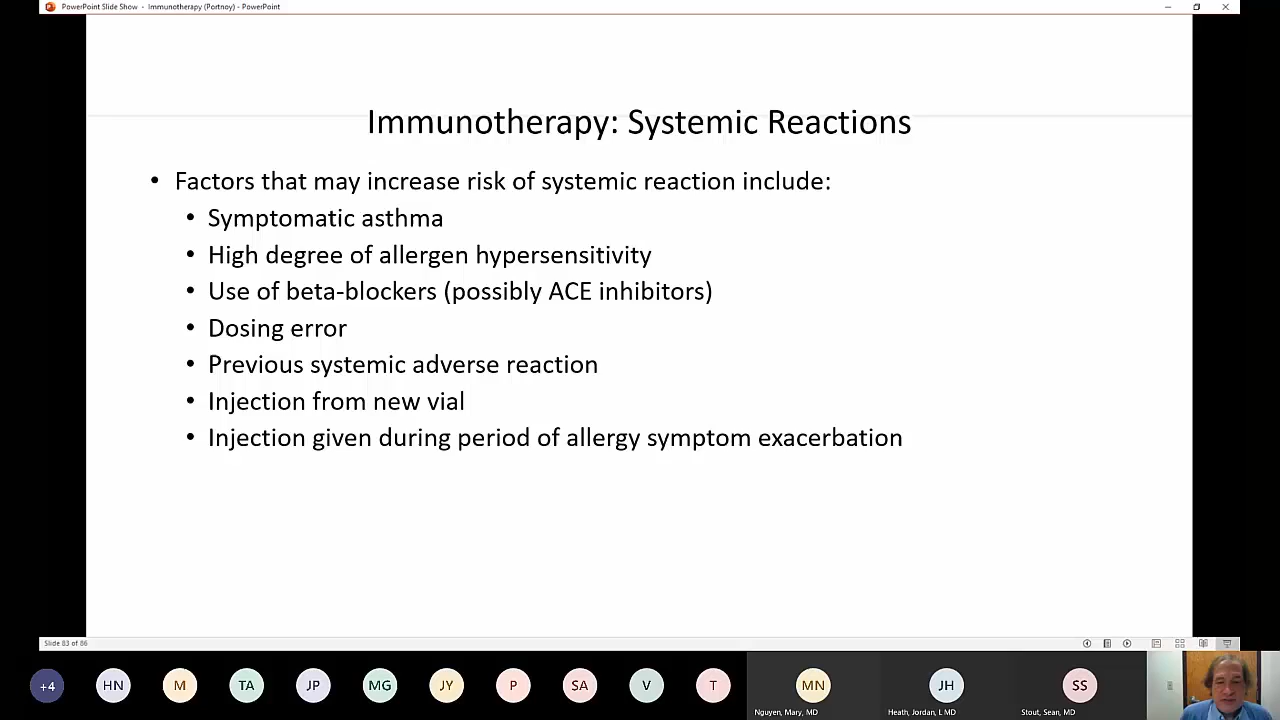 PowerPoint Slide Show - Immunotherapy (Portnoy) - PowerPoint
Immunotherapy: Systemic Reactions
• Factors that may increase risk of systemic reaction include:
• Symptomatic asthma
• High degree of allergen hypersensitivity
• Use of beta-blockers (possibly ACE inhibitors)
• Dosing error
• Previous systemic adverse reaction
• Injection from new vial
• Injection given during period of allergy symptom exacerbation
Slide 83 of 86
+4 HN M TA JP MG JY P SA V T MN JH SS
Nguyen, Mary, MD Heath, Jordan, L MD Stout, Sean, MD